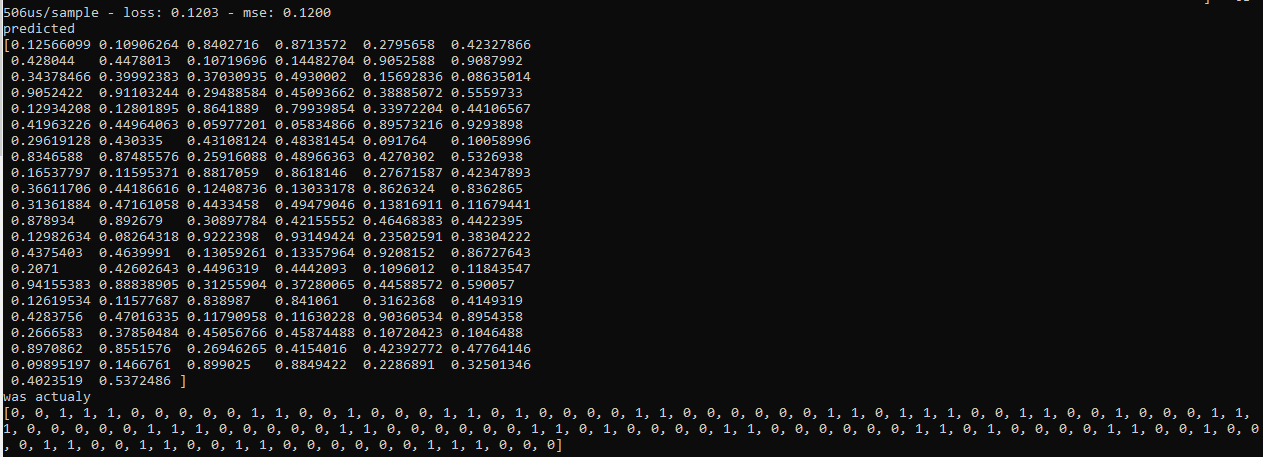 506us/sample - loss: 0.1203 - mse: 0.1200
predicted
[0.12566099 0.10906264 0.8402716  0.8713572  0.2795658  0.42327866
 0.428044   0.4478013  0.10719696 0.14482704 0.9052588  0.9087992
 0.34378466 0.39992383 0.37030935 0.4930002  0.15692836 0.08635014
 0.9052422  0.91103244 0.29488584 0.45093662 0.38885072 0.5559733
 0.12934208 0.12801895 0.8641889  0.79939854 0.33972204 0.44106567
 0.41963226 0.44964063 0.05977201 0.05834866 0.89573216 0.9293898
 0.29619128 0.430335   0.43108124 0.48381454 0.091764   0.10058996
 0.8346588  0.87485576 0.25916088 0.48966363 0.4270302  0.5326938
 0.16537797 0.11595371 0.8817059  0.8618146  0.27671587 0.42347893
 0.36611706 0.44186616 0.12408736 0.13033178 0.8626324  0.8362865
 0.31361884 0.47161058 0.4433458  0.49479046 0.13816911 0.11679441
 0.878934   0.892679   0.30897784 0.42155552 0.46468383 0.4422395
 0.12982634 0.08264318 0.9222398  0.93149424 0.23502591 0.38304222
 0.4375403  0.4639991  0.13059261 0.13357964 0.9208152  0.86727643
 0.2071     0.42602643 0.4496319  0.4442093  0.1096012  0.11843547
 0.94155383 0.88838905 0.31255904 0.37280065 0.44588572 0.590057
 0.12619534 0.11577687 0.838987   0.841061   0.3162368  0.4149319
 0.4283756  0.47016335 0.11790958 0.11630228 0.90360534 0.8954358
 0.2666583  0.37850484 0.45056766 0.45874488 0.10720423 0.1046488
 0.8970862  0.8551576  0.26946265 0.4154016  0.42392772 0.47764146
 0.09895197 0.1466761  0.899025   0.8849422  0.2286891  0.32501346
 0.4023519  0.5372486 ]
was actualy
[0, 0, 1, 1, 1, 0, 0, 0, 0, 0, 1, 1, 0, 0, 1, 0, 0, 0, 1, 1, 0, 1, 0, 0, 0, 0, 1, 1, 0, 0, 0, 0, 0, 0, 1, 1, 0, 1, 1, 1, 0, 0, 1, 1, 0, 0, 1, 0, 0, 0, 1, 1,
1, 0, 0, 0, 0, 0, 1, 1, 1, 0, 0, 0, 0, 0, 1, 1, 0, 0, 0, 0, 0, 0, 1, 1, 0, 1, 0, 0, 0, 0, 1, 1, 0, 0, 0, 0, 0, 0, 1, 1, 0, 1, 0, 0, 0, 0, 1, 1, 0, 0, 1, 0, 0
, 0, 1, 1, 0, 0, 1, 1, 0, 0, 1, 1, 0, 0, 0, 0, 0, 0, 1, 1, 1, 0, 0, 0]